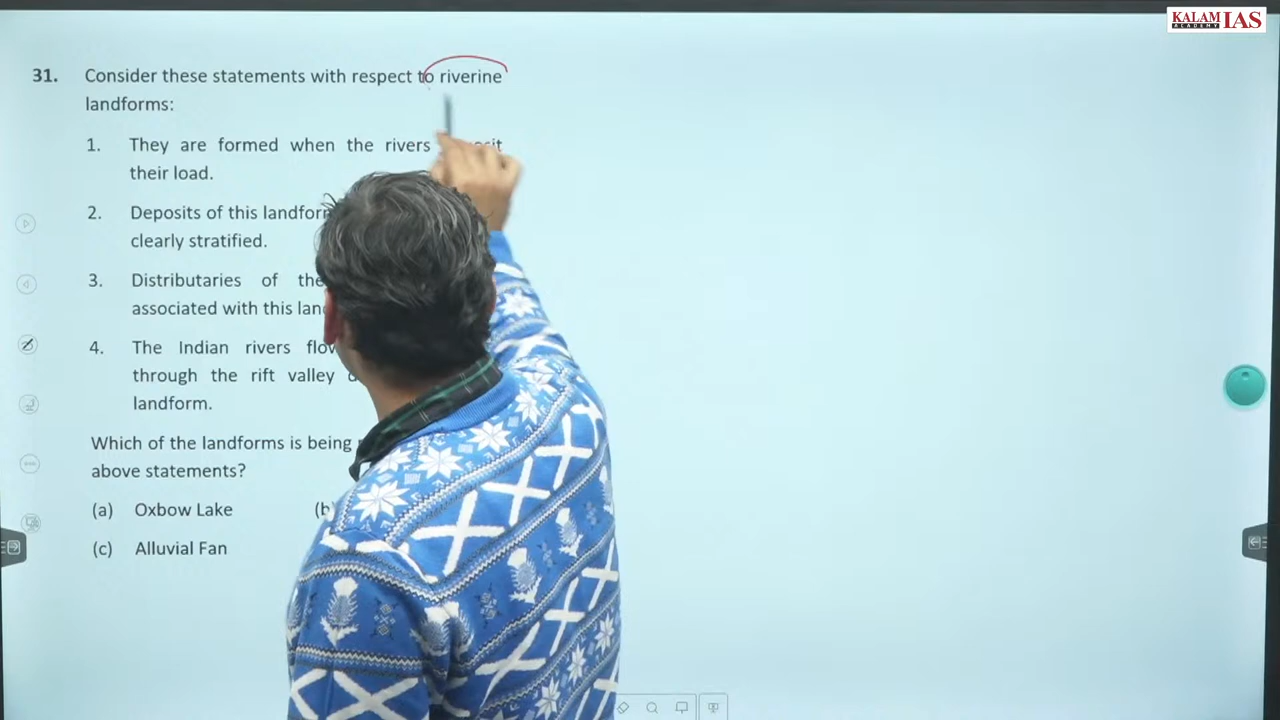 KALAM IAS
ACADEMY
31. Consider these statements with respect to riverine
landforms:
1. They are formed when the rivers
their load.
2. Deposits of this landform
clearly stratified.
3. Distributaries of the
associated with this
4. The Indian rivers
through the rift valley
landform.
Which of the landforms is being
above statements?
(a) Oxbow Lake (b
(c) Alluvial Fan